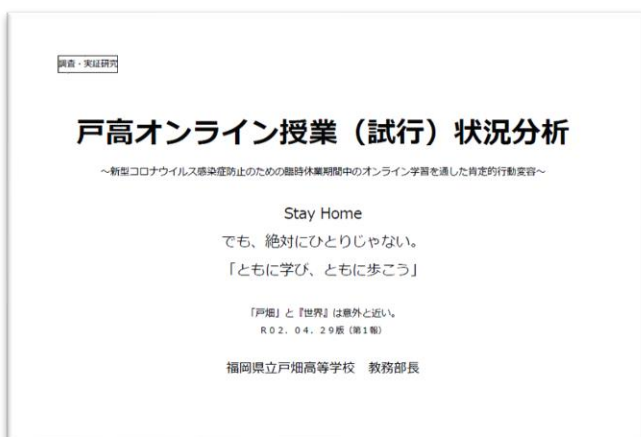 調査・実証研究
戸高オンライン授業（試行）状況分析
～新型コロナウイルス感染症防止のための臨時休業期間中のオンライン学習を通した肯定的行動変容～
Stay Home
でも、絶対にひとりじゃない。
「ともに学び、ともに歩こう」
「戸畑」と『世界』は意外と近い。
R０２．０４．２９版（第１報）
福岡県立戸畑高等学校　教務部長